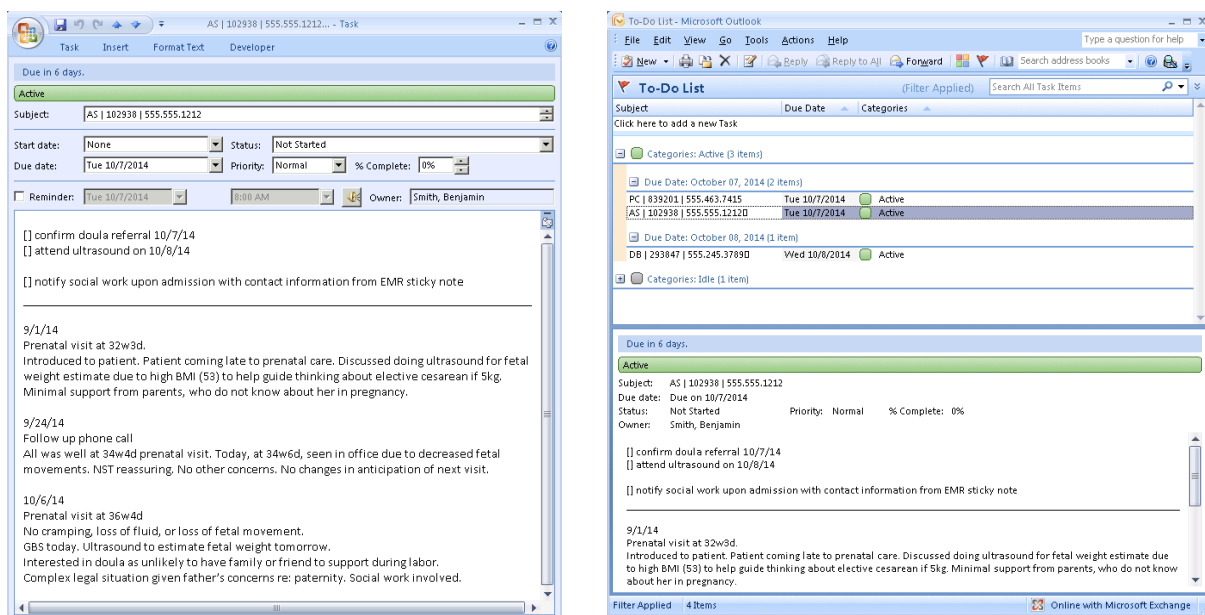 AS | 102938 | 555.555.1212... - Task
Task Insert Format Text Developer
Due in 6 days.
Active
Subject: AS | 102938 | 555.555.1212
Start date: None Status: Not Started
Due date: Tue 10/7/2014 Priority: Normal % Complete: 0%
Reminder: Tue 10/7/2014 8:00 AM Owner: Smith, Benjamin
[] confirm doula referral 10/7/14
[] attend ultrasound on 10/8/14
[] notify social work upon admission with contact information from EMR sticky note
9/1/14
Prenatal visit at 32w3d.
Introduced to patient. Patient coming late to prenatal care. Discussed doing ultrasound for fetal
weight estimate due to high BMI (53) to help guide thinking about elective cesarean if 5kg.
Minimal support from parents, who do not know about her in pregnancy.
9/24/14
Follow up phone call
All was well at 34w4d prenatal visit. Today, at 34w6d, seen in office due to decreased fetal
movements. NST reassuring. No other concerns. No changes in anticipation of next visit.
10/6/14
Prenatal visit at 36w4d
No cramping, loss of fluid, or loss of fetal movement.
GBS today. Ultrasound to estimate fetal weight tomorrow.
Interested in doula as unlikely to have family or friend to support during labor.
Complex legal situation given father's concerns re: paternity. Social work involved.
To-Do List - Microsoft Outlook
File Edit View Go Tools Actions Help Type a question for help
New Reply Reply to All Forward Search address books
To-Do List (Filter Applied) Search All Task Items
Subject Due Date Categories
Click here to add a new Task
Categories: Active (3 items)
Due Date: October 07, 2014 (2 items)
PC | 839201 | 555.463.7415 Tue 10/7/2014 Active
AS | 102938 | 555.555.1212 Tue 10/7/2014 Active
Due Date: October 08, 2014 (1 item)
DB | 293847 | 555.245.3789 Wed 10/8/2014 Active
Categories: Idle (1 item)
Due in 6 days.
Active
Subject: AS | 102938 | 555.555.1212
Due date: Due on 10/7/2014
Status: Not Started Priority: Normal % Complete: 0%
Owner: Smith, Benjamin
[] confirm doula referral 10/7/14
[] attend ultrasound on 10/8/14
[] notify social work upon admission with contact information from EMR sticky note
9/1/14
Prenatal visit at 32w3d.
Introduced to patient. Patient coming late to prenatal care. Discussed doing ultrasound for fetal weight estimate due
to high BMI (53) to help guide thinking about elective cesarean if 5kg. Minimal support from parents, who do not know
about her in pregnancy.
Filter Applied 4 Items Online with Microsoft Exchange